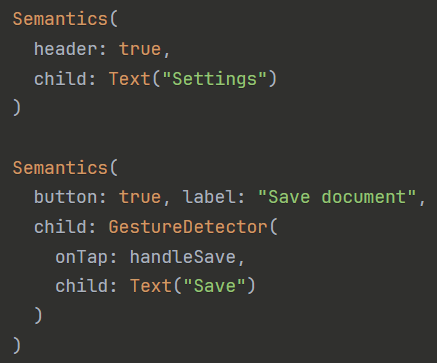 Semantics(
  header: true,
  child: Text("Settings")
)

Semantics(
  button: true, label: "Save document",
  child: GestureDetector(
    onTap: handleSave,
    child: Text("Save")
  )
)